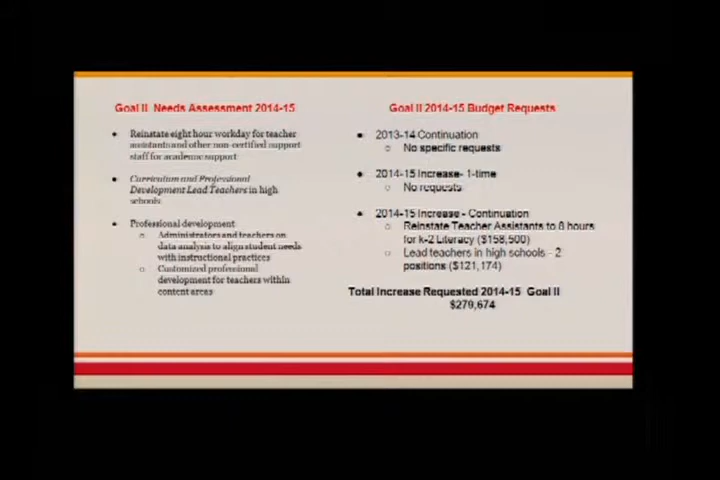 Goal II Needs Assessment 2014-15
Reinstate eight hour workday for teacher
assistants and other non-certified support
staff for academic support
Curriculum and Professional
Development Lead Teachers in high
schools
Professional development
Administrators and teachers on
data analysis to align student needs
with instructional practices
Customized professional
development for teachers within
content areas
Goal II 2014-15 Budget Requests
2013-14 Continuation
No specific requests
2014-15 Increase- 1-time
No requests
2014-15 Increase - Continuation
Reinstate Teacher Assistants to 8 hours
for k-2 Literacy ($158,500)
Lead teachers in high schools - 2
positions ($121,174)
Total Increase Requested 2014-15 Goal II
$279,674